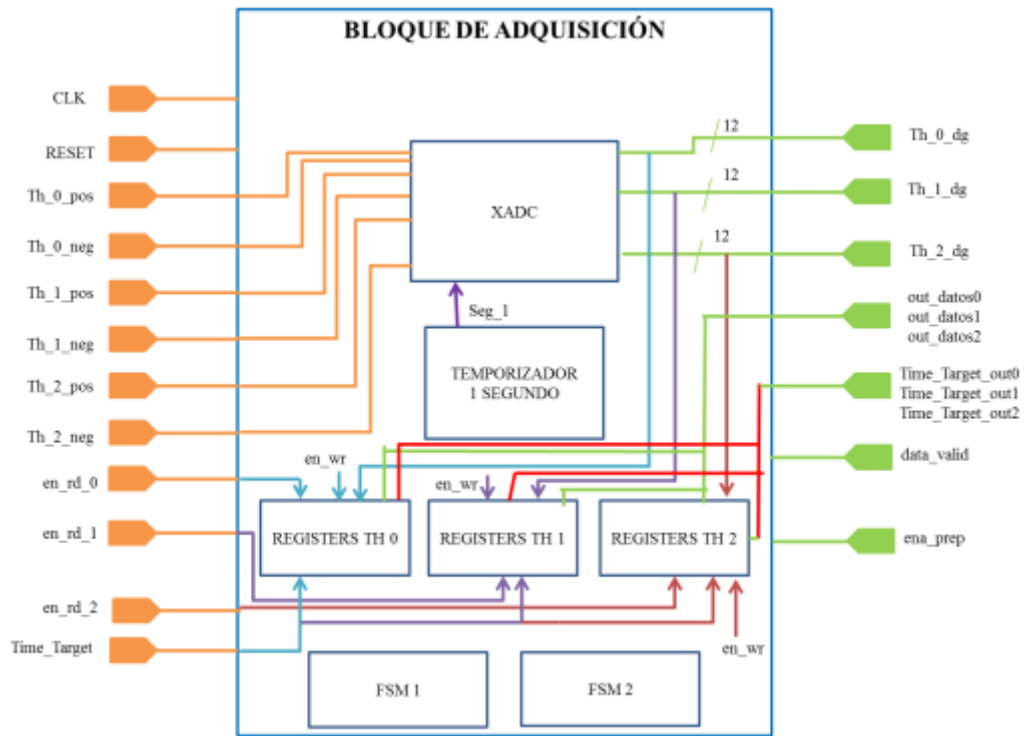 BLOQUE DE ADQUISICIÓN
CLK
RESET
Th_0_pos
Th_0_neg
Th_1_pos
Th_1_neg
Th_2_pos
Th_2_neg
en_rd_0
en_rd_1
en_rd_2
Time_Target
XADC
Seg_1
TEMPORIZADOR
1 SEGUNDO
en_wr
en_wr
REGISTERS TH 0
REGISTERS TH 1
REGISTERS TH 2
en_wr
FSM 1
FSM 2
12
12
12
Th_0_dg
Th_1_dg
Th_2_dg
out_datos0
out_datos1
out_datos2
Time_Target_out0
Time_Target_out1
Time_Target_out2
data_valid
ena_prep